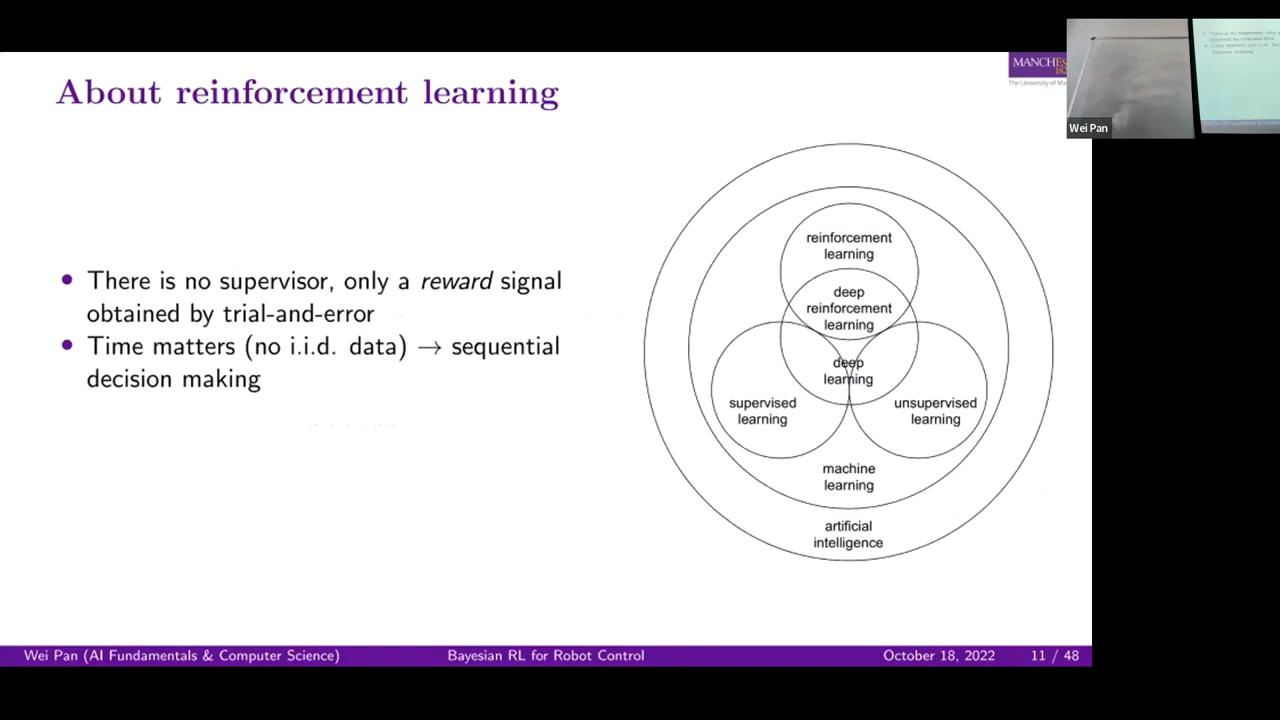 About reinforcement learning
MANCHES
The University of Ma
Wei Pan
• There is no supervisor, only a reward signal
obtained by trial-and-error
• Time matters (no i.i.d. data) → sequential
decision making
reinforcement
learning
deep
reinforcement
learning
deep
learning
supervised
learning
unsupervised
learning
machine
learning
artificial
intelligence
Wei Pan (AI Fundamentals & Computer Science)
Bayesian RL for Robot Control
October 18, 2022
11 / 48